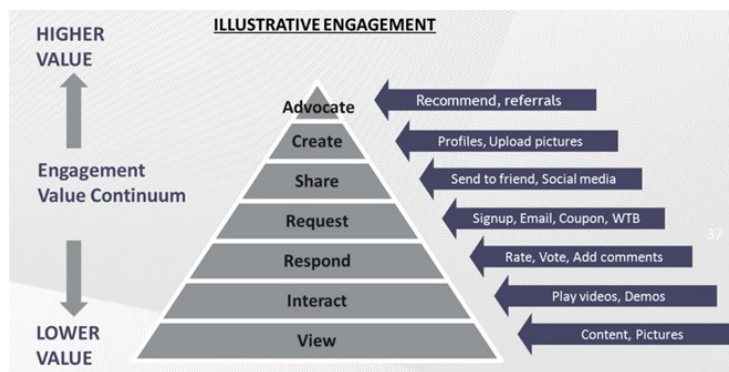 ILLUSTRATIVE ENGAGEMENT
HIGHER
VALUE
Engagement
Value Continuum
LOWER
VALUE
Advocate
Recommend, referrals
Create
Profiles, Upload pictures
Share
Send to friend, Social media
Request
Signup, Email, Coupon, WTB
37
Respond
Rate, Vote, Add comments
Interact
Play videos, Demos
View
Content, Pictures